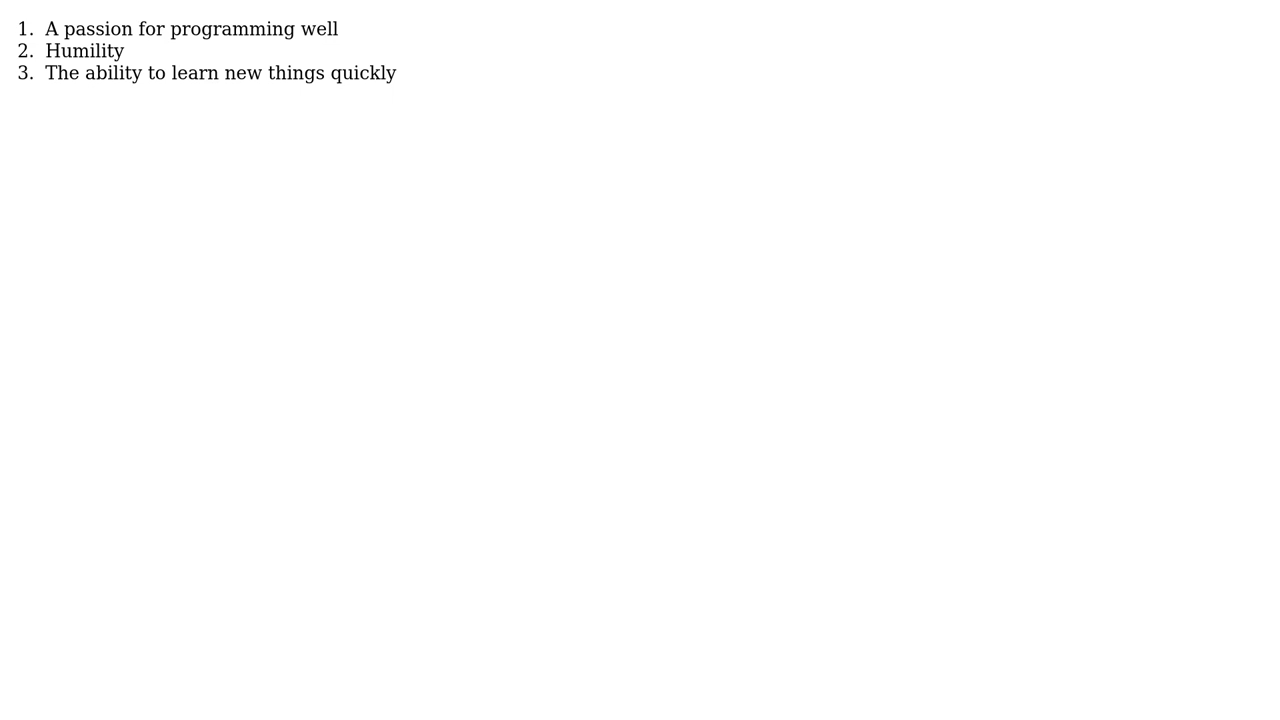 1. A passion for programming well
2. Humility
3. The ability to learn new things quickly